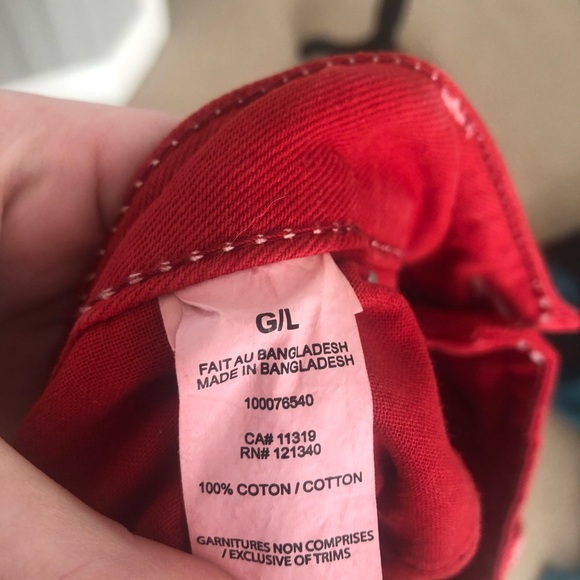 G/L
FAIT AU BANGLADESH
MADE IN BANGLADESH
100076540
CA# 11319
RN# 121340
100% COTON / COTTON
GARNITURES NON COMPRISES
/ EXCLUSIVE OF TRIMS